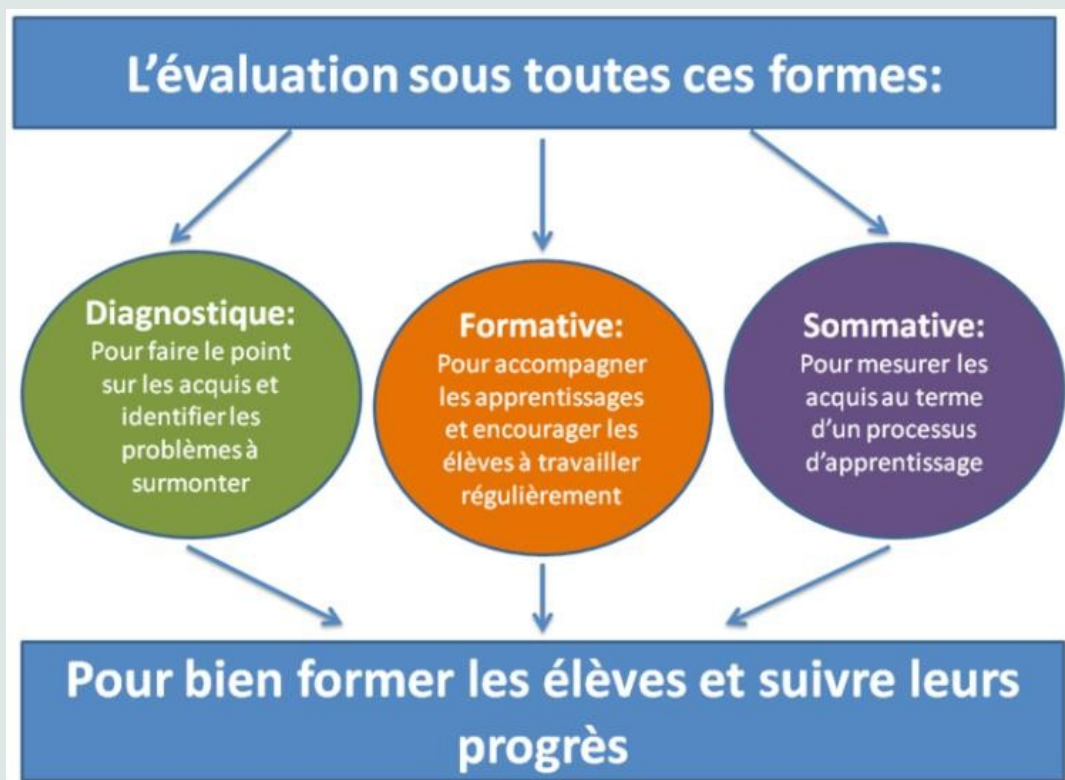 L'évaluation sous toutes ces formes:
Diagnostique:
Pour faire le point
sur les acquis et
identifier les
problèmes à
surmonter
Formative:
Pour accompagner
les apprentissages
et encourager les
élèves à travailler
régulièrement
Sommative:
Pour mesurer les
acquis au terme
d'un processus
d'apprentissage
Pour bien former les élèves et suivre leurs
progrès